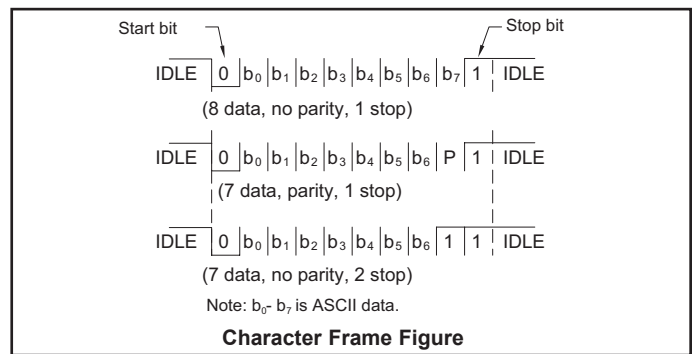 Start bit Stop bit
IDLE 0 b₀ b₁ b₂ b₃ b₄ b₅ b₆ b₇ 1 IDLE
(8 data, no parity, 1 stop)
IDLE 0 b₀ b₁ b₂ b₃ b₄ b₅ b₆ P 1 IDLE
(7 data, parity, 1 stop)
IDLE 0 b₀ b₁ b₂ b₃ b₄ b₅ b₆ 1 1 IDLE
(7 data, no parity, 2 stop)
Note: b₀- b₇ is ASCII data.
Character Frame Figure